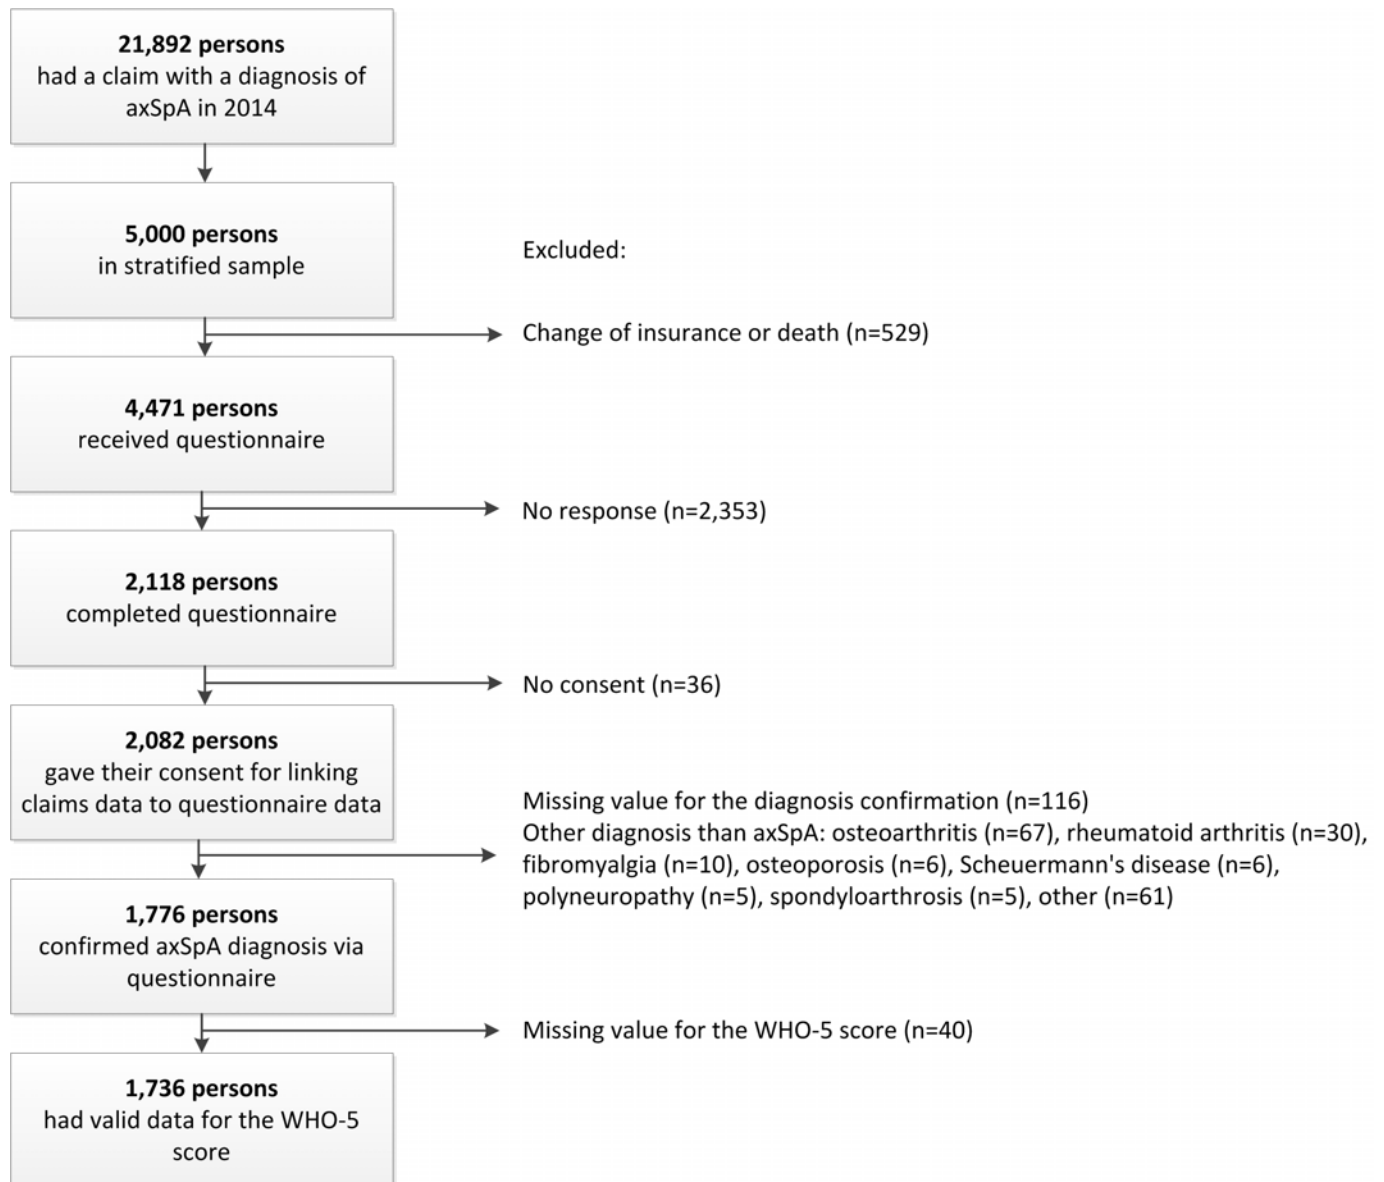 21,892 persons
had a claim with a diagnosis of
axSpA in 2014
5,000 persons
in stratified sample
Excluded:
Change of insurance or death (n=529)
4,471 persons
received questionnaire
No response (n=2,353)
2,118 persons
completed questionnaire
No consent (n=36)
2,082 persons
gave their consent for linking
claims data to questionnaire data
Missing value for the diagnosis confirmation (n=116)
Other diagnosis than axSpA: osteoarthritis (n=67), rheumatoid arthritis (n=30),
fibromyalgia (n=10), osteoporosis (n=6), Scheuermann's disease (n=6),
polyneuropathy (n=5), spondyloarthrosis (n=5), other (n=61)
1,776 persons
confirmed axSpA diagnosis via
questionnaire
Missing value for the WHO-5 score (n=40)
1,736 persons
had valid data for the WHO-5
score